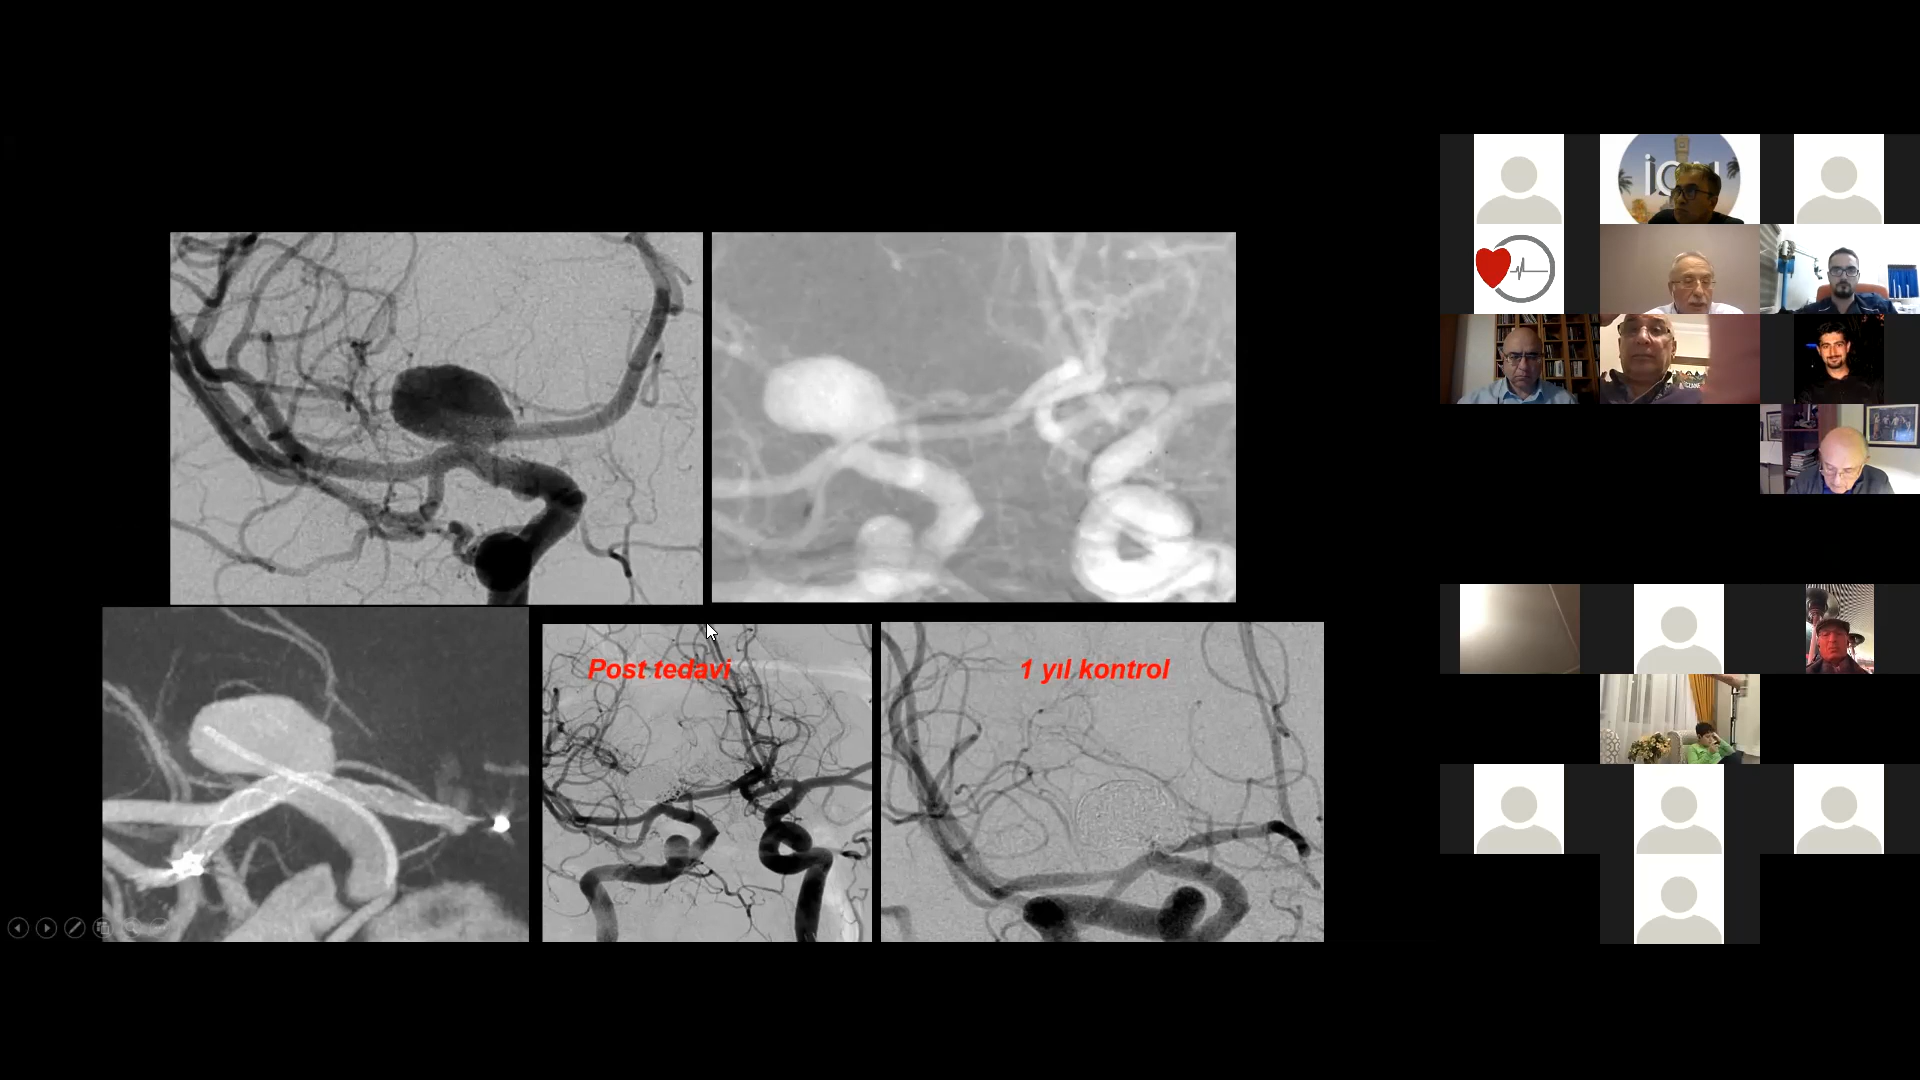 Post tedavi
1 yıl kontrol